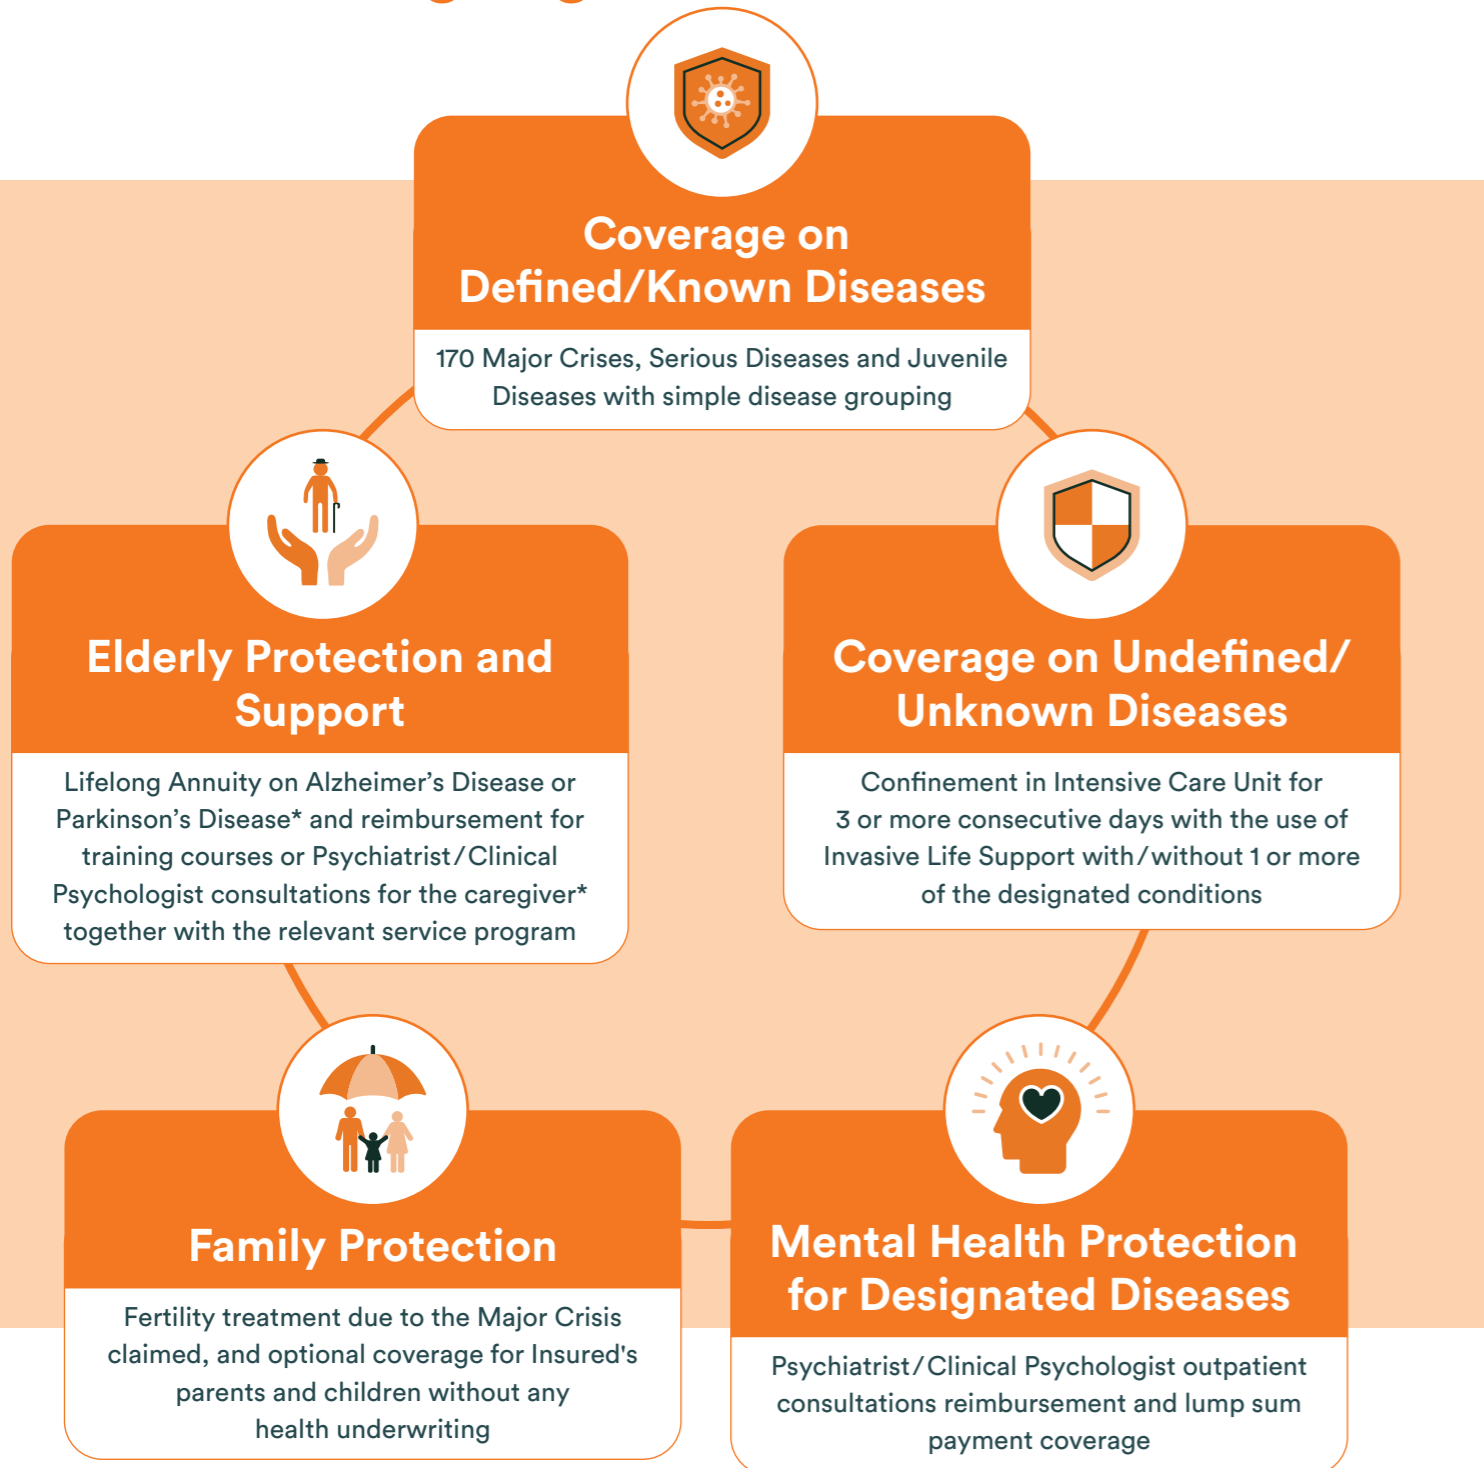 Coverage on
Defined/Known Diseases
170 Major Crises, Serious Diseases and Juvenile
Diseases with simple disease grouping
Elderly Protection and
Support
Lifelong Annuity on Alzheimer’s Disease or
Parkinson’s Disease* and reimbursement for
training courses or Psychiatrist/Clinical
Psychologist consultations for the caregiver*
together with the relevant service program
Coverage on Undefined/
Unknown Diseases
Confinement in Intensive Care Unit for
3 or more consecutive days with the use of
Invasive Life Support with/without 1 or more
of the designated conditions
Family Protection
Fertility treatment due to the Major Crisis
claimed, and optional coverage for Insured's
parents and children without any
health underwriting
Mental Health Protection
for Designated Diseases
Psychiatrist/Clinical Psychologist outpatient
consultations reimbursement and lump sum
payment coverage